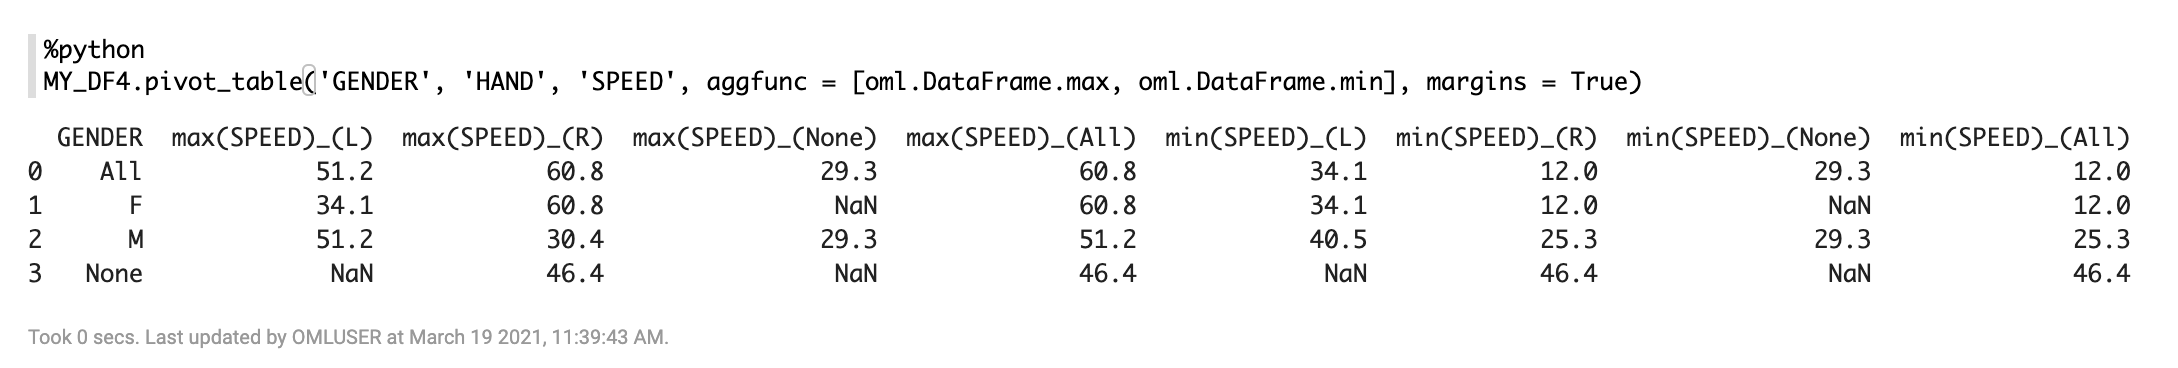 %python
MY_DF4.pivot_table('GENDER', 'HAND', 'SPEED', aggfunc = [oml.DataFrame.max, oml.DataFrame.min], margins = True)
GENDER max(SPEED)_(L) max(SPEED)_(R) max(SPEED)_(None) max(SPEED)_(All) min(SPEED)_(L) min(SPEED)_(R) min(SPEED)_(None) min(SPEED)_(All)
0 All 51.2 60.8 29.3 60.8 34.1 12.0 29.3 12.0
1 F 34.1 60.8 NaN 60.8 34.1 12.0 NaN 12.0
2 M 51.2 30.4 29.3 51.2 40.5 25.3 29.3 25.3
3 None NaN 46.4 NaN 46.4 NaN 46.4 NaN 46.4
Took 0 secs. Last updated by OMLUSER at March 19 2021, 11:39:43 AM.